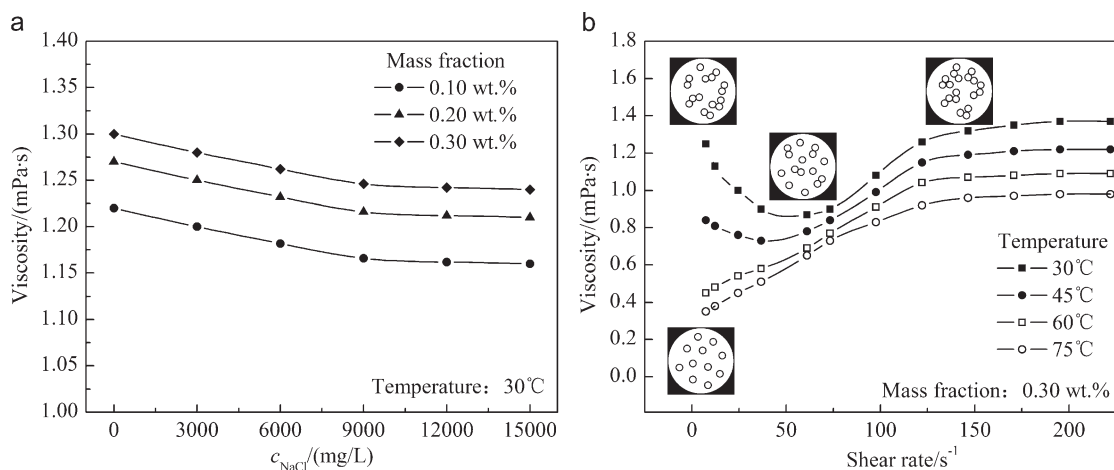 a
Viscosity/(mPa·s)
1.40
1.35
1.30
1.25
1.20
1.15
1.10
1.05
1.00
Mass fraction
0.10 wt.%
0.20 wt.%
0.30 wt.%
Temperature: 30℃
0 3000 6000 9000 12000 15000
c_NaCl/(mg/L)
b
Viscosity/(mPa·s)
1.8
1.6
1.4
1.2
1.0
0.8
0.6
0.4
0.2
0.0
Temperature
30℃
45℃
60℃
75℃
Mass fraction: 0.30 wt.%
0 50 100 150 200
Shear rate/s⁻¹